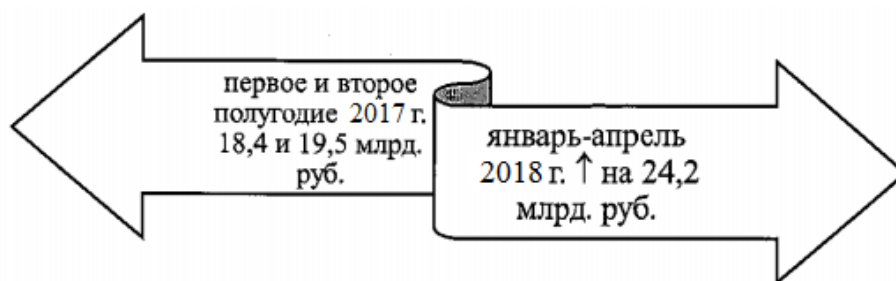 первое и второе
полугодие 2017 г.
18,4 и 19,5 млрд.
руб.
январь-апрель
2018 г. ↑ на 24,2
млрд. руб.